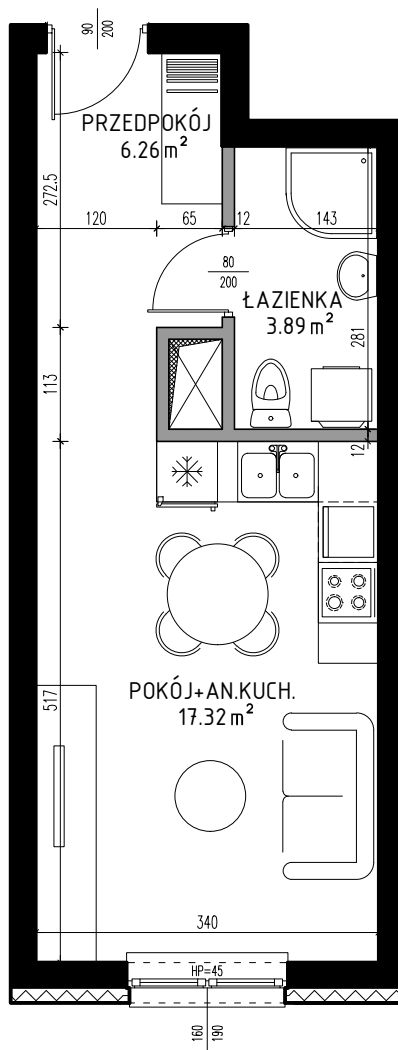 90
200
PRZEDPOKÓJ
6.26 m²
272.5
120
65
12
143
80
200
ŁAZIENKA
3.89 m²
281
113
12
POKÓJ+AN.KUCH.
17.32 m²
517
340
HP=45
160
190